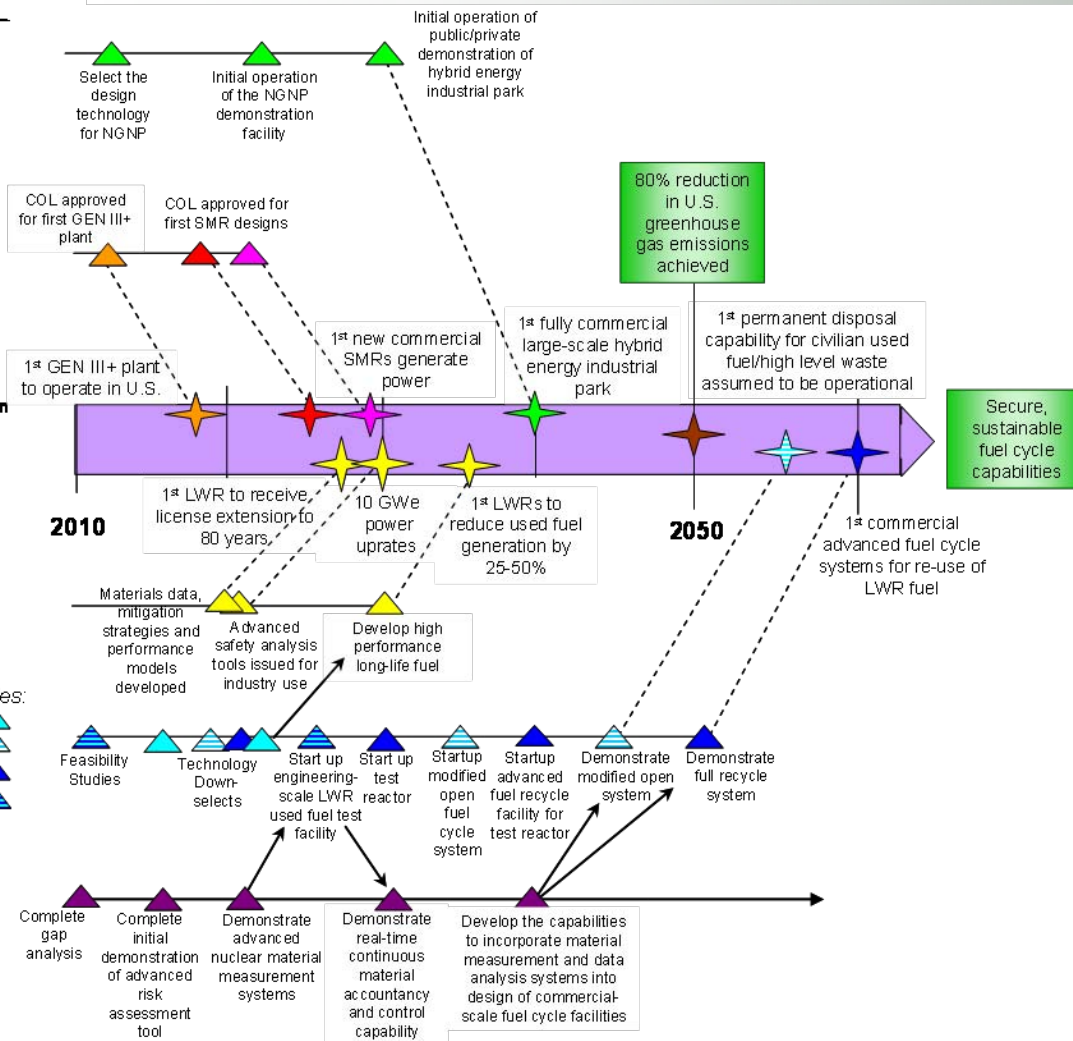 Initial operation of
public/private
demonstration of
hybrid energy
industrial park
Select the
design
technology
for NGNP
Initial operation
of the NGNP
demonstration
facility
COL approved
for first GEN III+
plant
COL approved for
first SMR designs
80% reduction
in U.S.
greenhouse
gas emissions
achieved
1st GEN III+ plant
to operate in U.S.
1st new commercial
SMRs generate
power
1st fully commercial
large-scale hybrid
energy industrial
park
1st permanent disposal
capability for civilian used
fuel/high level waste
assumed to be operational
Secure,
sustainable
fuel cycle
capabilities
2010
1st LWR to receive
license extension to
80 years
10 GWe
power
uprates
1st LWRs to
reduce used fuel
generation by
25-50%
2050
1st commercial
advanced fuel cycle
systems for re-use of
LWR fuel
Materials data,
mitigation
strategies and
performance
models
developed
Advanced
safety analysis
tools issued for
industry use
Develop high
performance
long-life fuel
es:
Feasibility
Studies
Technology
Down-
selects
Start up
engineering-
scale LWR
used fuel test
facility
Start up
test
reactor
Startup
modified
open
fuel
cycle
system
Startup
advanced
fuel recycle
facility for
test reactor
Demonstrate
modified open
system
Demonstrate
full recycle
system
Complete
gap
analysis
Complete
initial
demonstration
of advanced
risk
assessment
tool
Demonstrate
advanced
nuclear material
measurement
systems
Demonstrate
real-time
continuous
material
accountancy
and control
capability
Develop the capabilities
to incorporate material
measurement and data
analysis systems into
design of commercial-
scale fuel cycle facilities